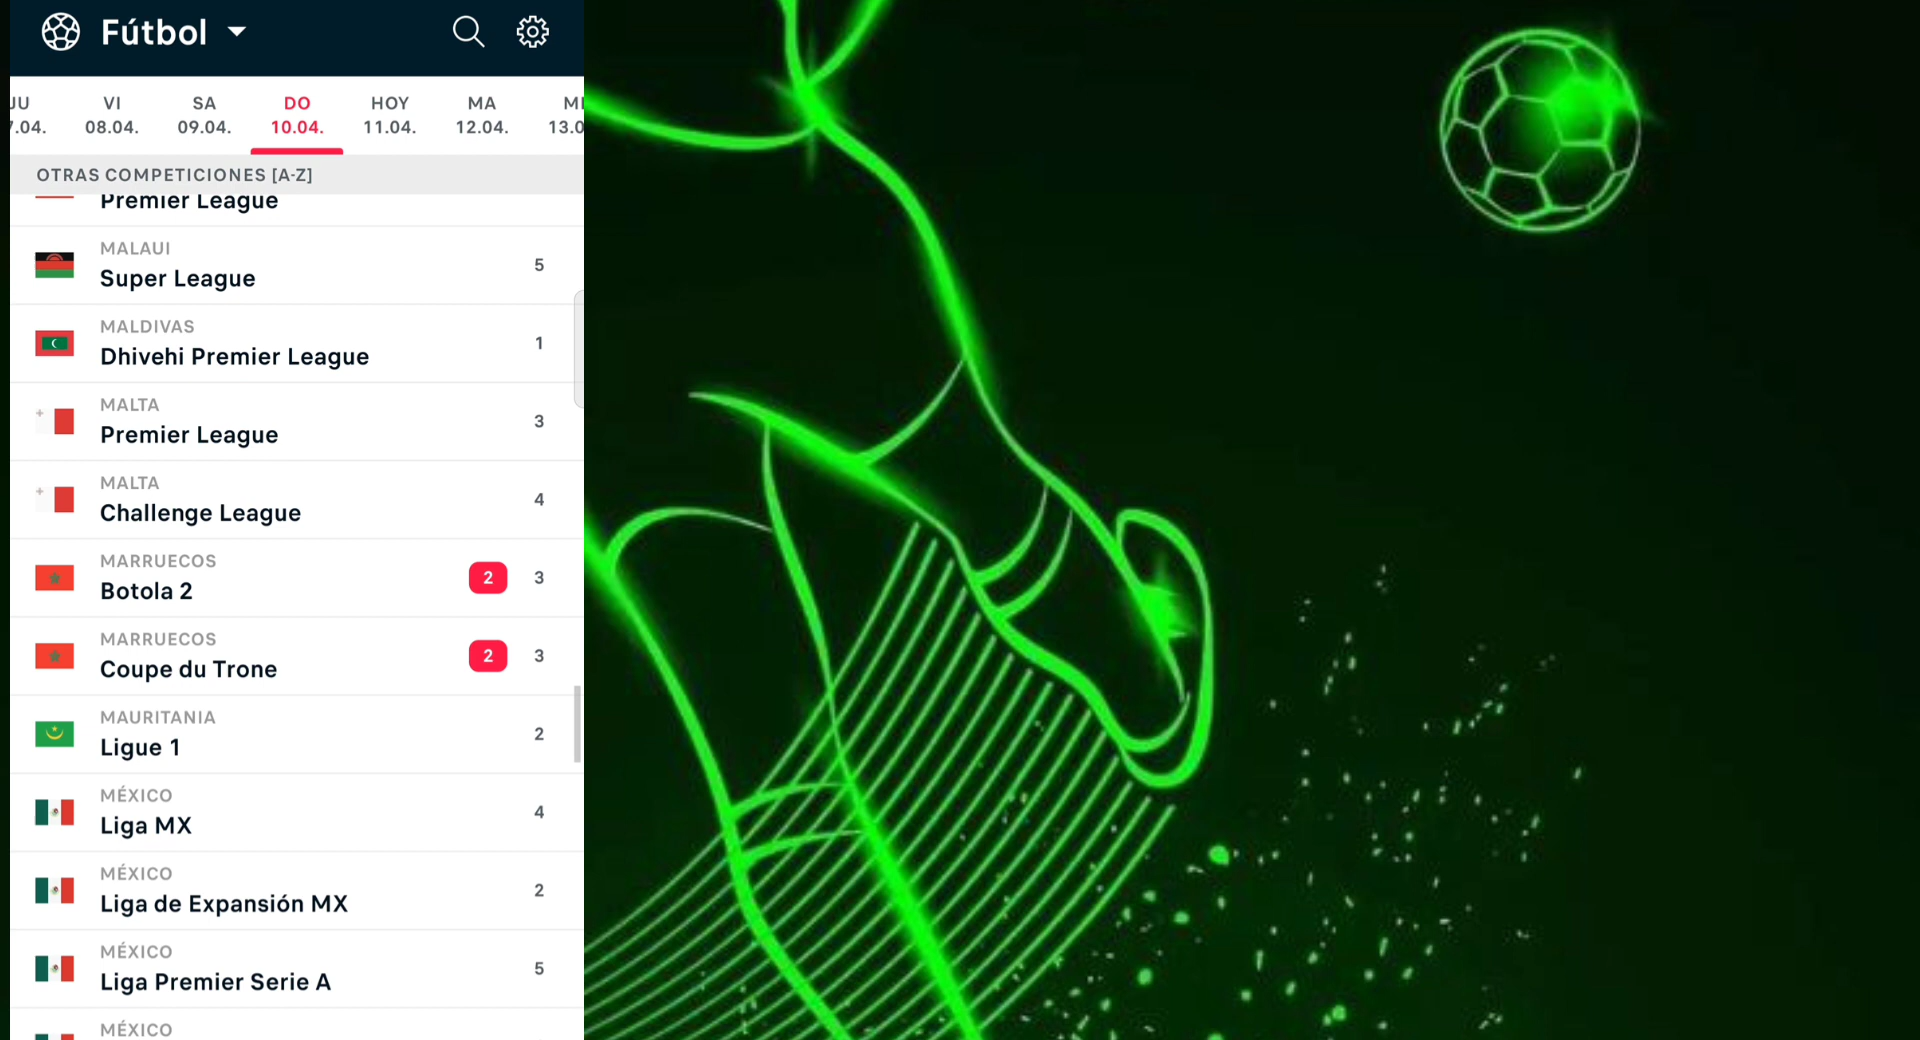 Fútbol
JU VI SA DO HOY MA MI
7.04. 08.04. 09.04. 10.04. 11.04. 12.04. 13.0
OTRAS COMPETICIONES [A-Z]
Premier League
MALAUI
Super League 5
MALDIVAS
Dhivehi Premier League 1
MALTA
Premier League 3
MALTA
Challenge League 4
MARRUECOS
Botola 2 2 3
MARRUECOS
Coupe du Trone 2 3
MAURITANIA
Ligue 1 2
MÉXICO
Liga MX 4
MÉXICO
Liga de Expansión MX 2
MÉXICO
Liga Premier Serie A 5
MÉXICO